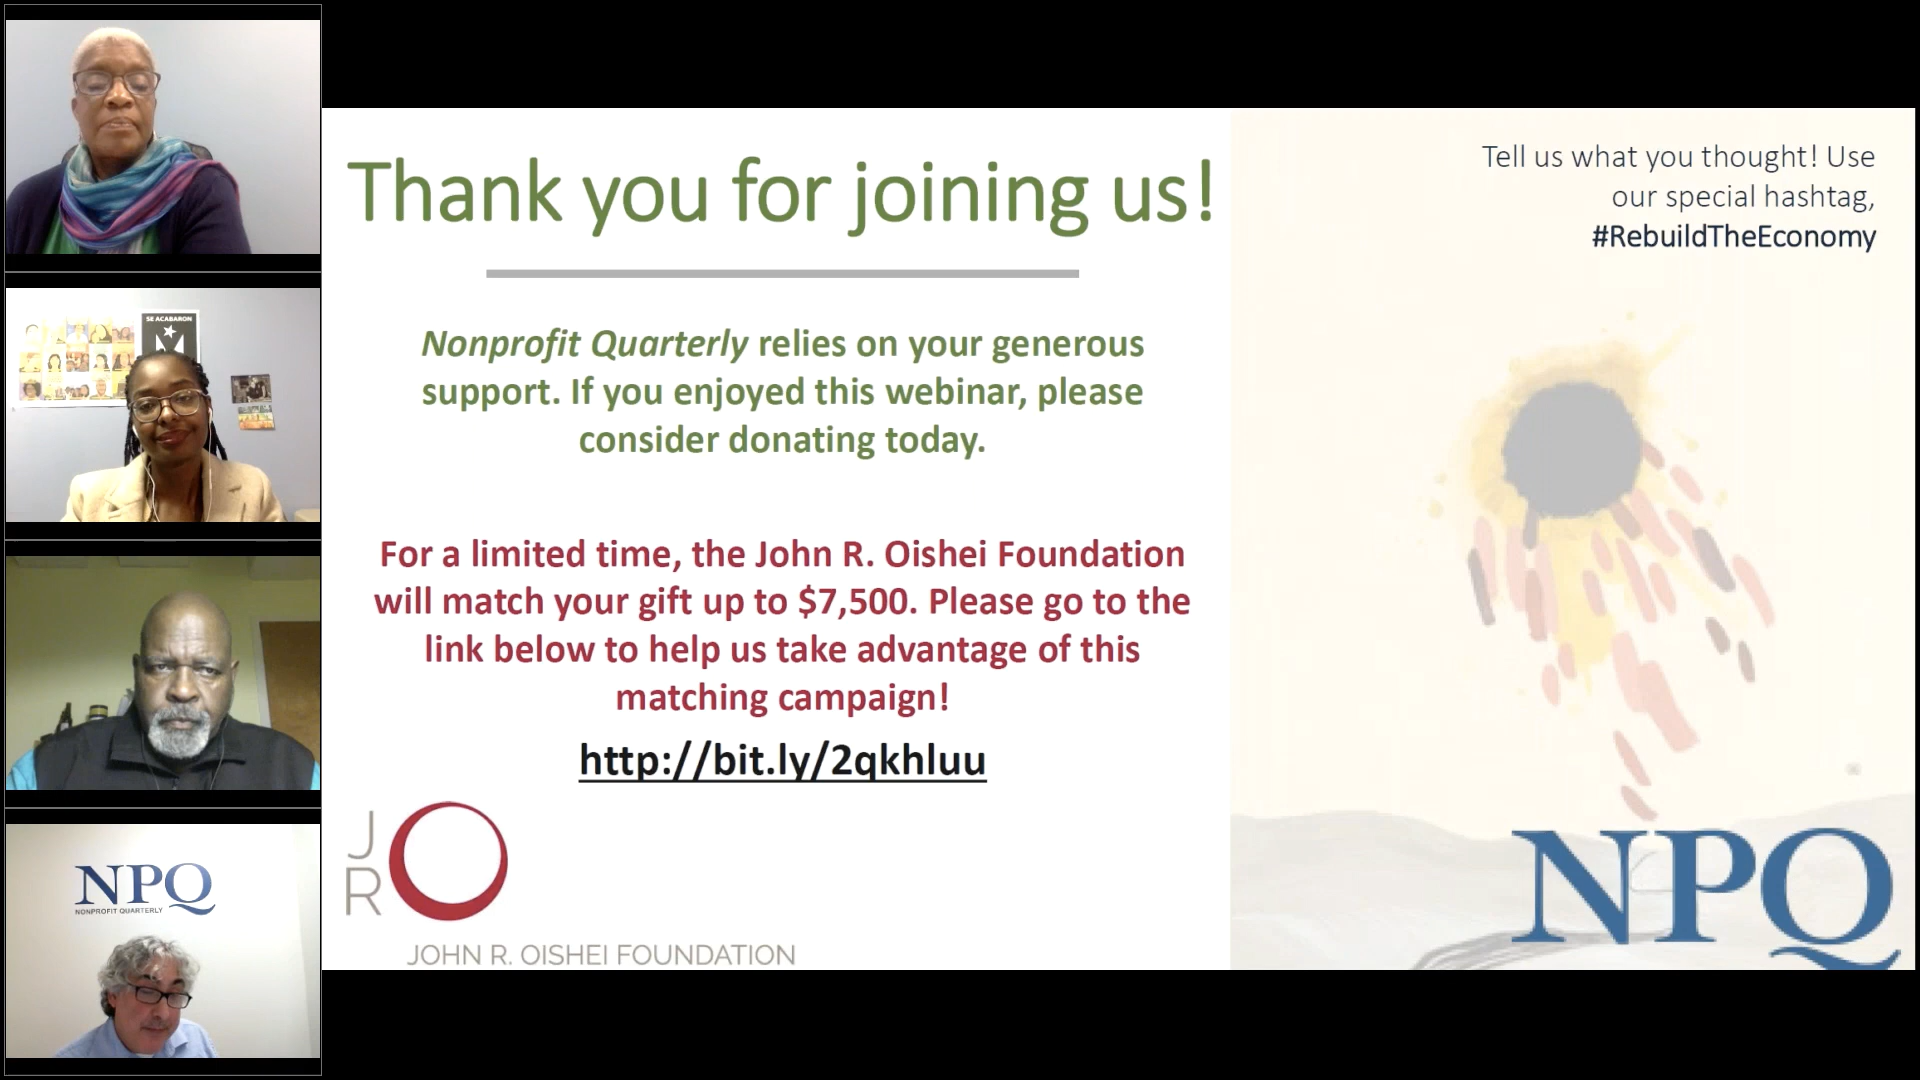 SE ACABARON
NPQ
NONPROFIT QUARTERLY
Thank you for joining us!
Nonprofit Quarterly relies on your generous
support. If you enjoyed this webinar, please
consider donating today.
For a limited time, the John R. Oishei Foundation
will match your gift up to $7,500. Please go to the
link below to help us take advantage of this
matching campaign!
http://bit.ly/2qkhluu
J
R
JOHN R. OISHEI FOUNDATION
Tell us what you thought! Use
our special hashtag,
#RebuildTheEconomy
NPQ